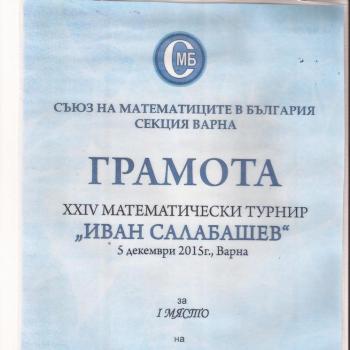 СМБ
СЪЮЗ НА МАТЕМАТИЦИТЕ В БЪЛГАРИЯ
СЕКЦИЯ ВАРНА
ГРАМОТА
XXIV МАТЕМАТИЧЕСКИ ТУРНИР
„ИВАН САЛАБАШЕВ“
5 декември 2015г., Варна
за
I МЯСТО
на